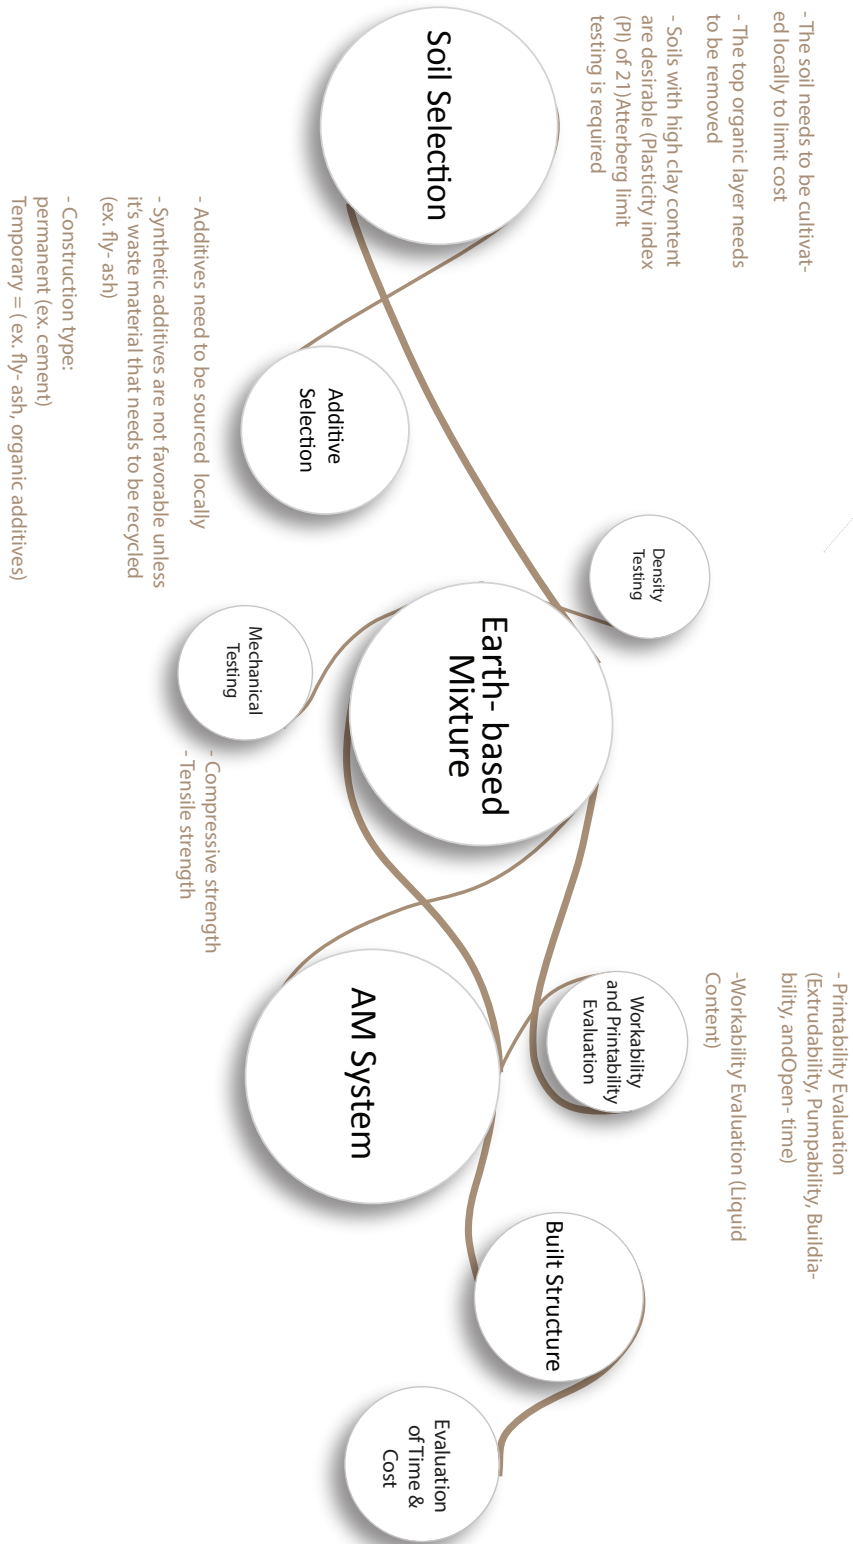 - The soil needs to be cultivat-
ed locally to limit cost
- The top organic layer needs
to be removed
- Soils with high clay content
are desirable (Plasticity index
(PI) of 21)Atterberg limit
testing is required
Soil Selection
Additive
Selection
- Additives need to be sourced locally
- Synthetic additives are not favorable unless
it's waste material that needs to be recycled
(ex. fly- ash)
- Construction type:
permanent (ex. cement)
Temporary = ( ex. fly- ash, organic additives)
Density
Testing
Earth- based
Mixture
Mechanical
Testing
- Compressive strength
- Tensile strength
- Printability Evaluation
(Extrudability, Pumpability, Buildia-
bility, andOpen- time)
-Workability Evaluation (Liquid
Content)
Workability
and Printability
Evaluation
AM System
Built Structure
Evaluation
of Time &
Cost